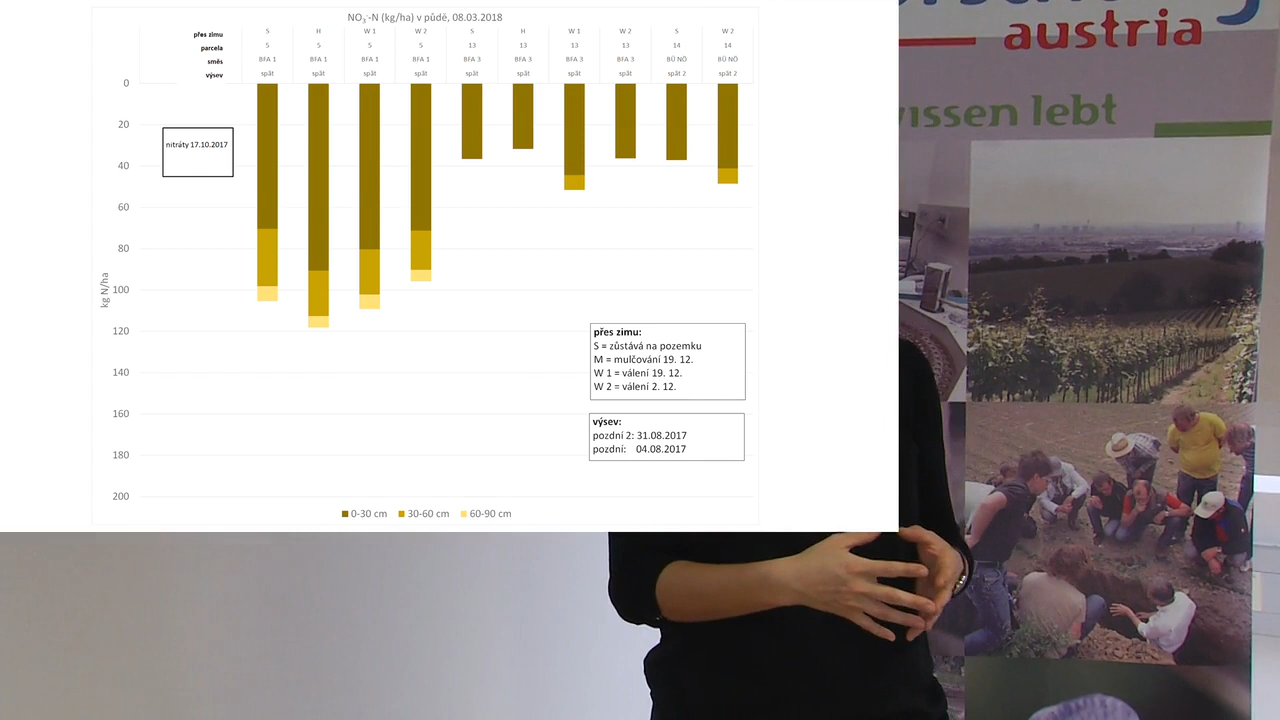 NO3--N (kg/ha) v půdě, 08.03.2018
přes zimu S H W 1 W 2 S H W 1 W 2 S W 2
parcela 5 5 5 5 13 13 13 13 14 14
směs BFA 1 BFA 1 BFA 1 BFA 1 BFA 3 BFA 3 BFA 3 BFA 3 BÜ NÖ BÜ NÖ
výsev spät spät spät spät spät spät spät spät spät 2 spät 2
0
20
40
60
80
100
120
140
160
180
200
kg N/ha
nitráty 17.10.2017
přes zimu:
S = zůstává na pozemku
M = mulčování 19. 12.
W 1 = válení 19. 12.
W 2 = válení 2. 12.
výsev:
pozdní 2: 31.08.2017
pozdní: 04.08.2017
0-30 cm 30-60 cm 60-90 cm
austria
wissen lebt